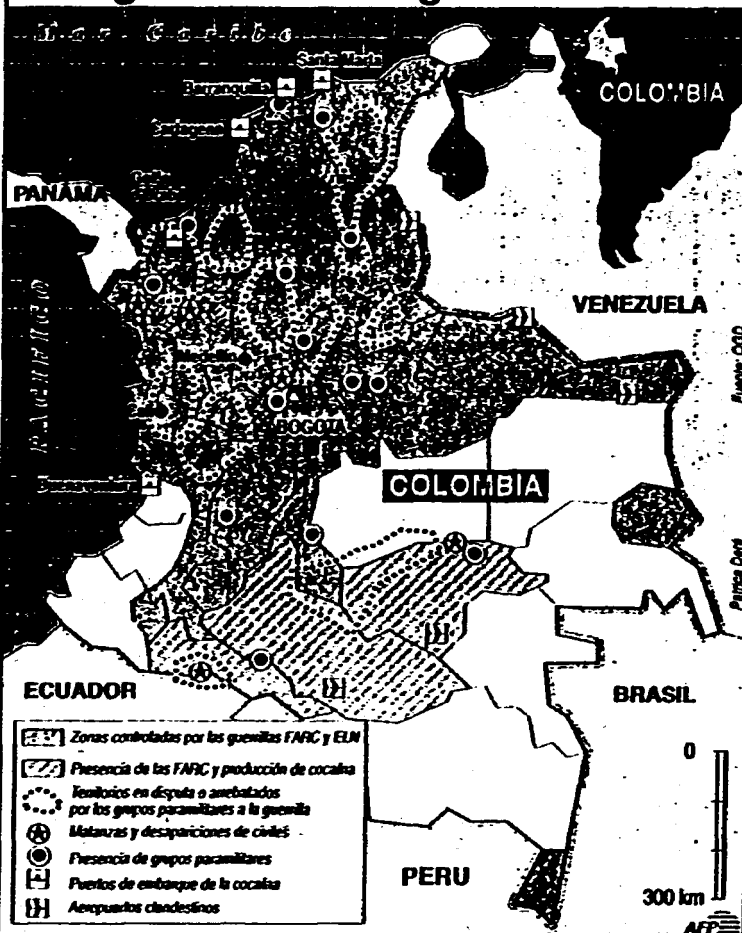 Mar Caribe
Santa Marta
Barranquilla
Cartagena
COLOMBIA
PANAMA
VENEZUELA
PACIFICO
Medellín
BOGOTA
Buenaventura
COLOMBIA
ECUADOR
BRASIL
Zonas controladas por las guerrillas FARC y ELN
Presencia de las FARC y producción de cocaína
Territorios en disputa o arrebatados
por los grupos paramilitares a la guerrilla
Matanzas y desapariciones de civiles
Presencia de grupos paramilitares
Puertos de embarque de la cocaína
Aeropuertos clandestinos
PERU
0
300 km
AFP